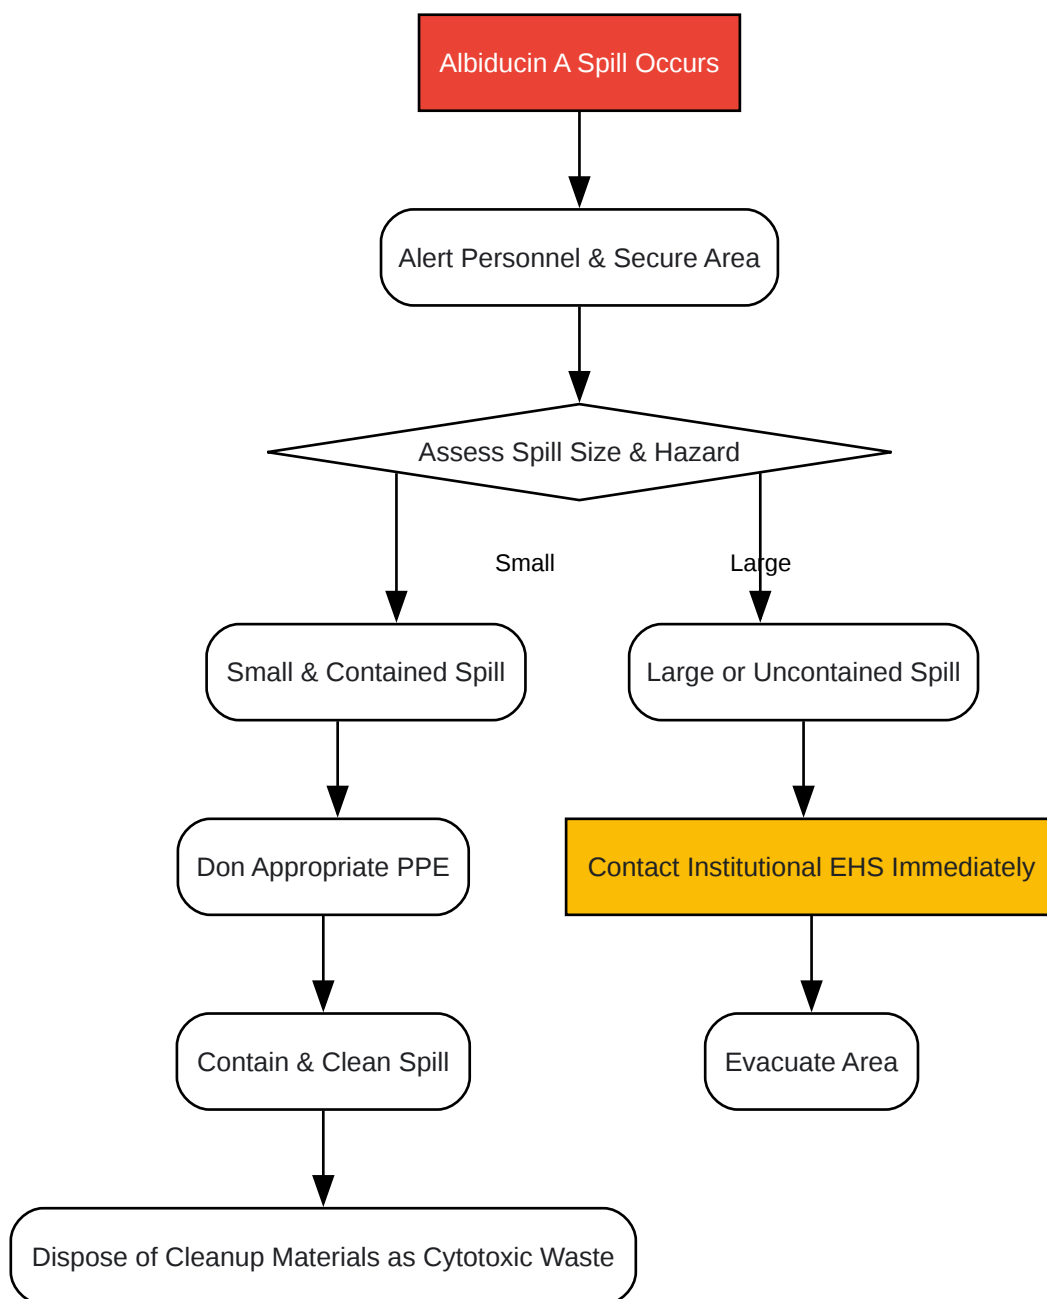 Albiducin A Spill Occurs
Alert Personnel & Secure Area
Assess Spill Size & Hazard
Small
Large
Small & Contained Spill
Large or Uncontained Spill
Don Appropriate PPE
Contact Institutional EHS Immediately
Contain & Clean Spill
Evacuate Area
Dispose of Cleanup Materials as Cytotoxic Waste